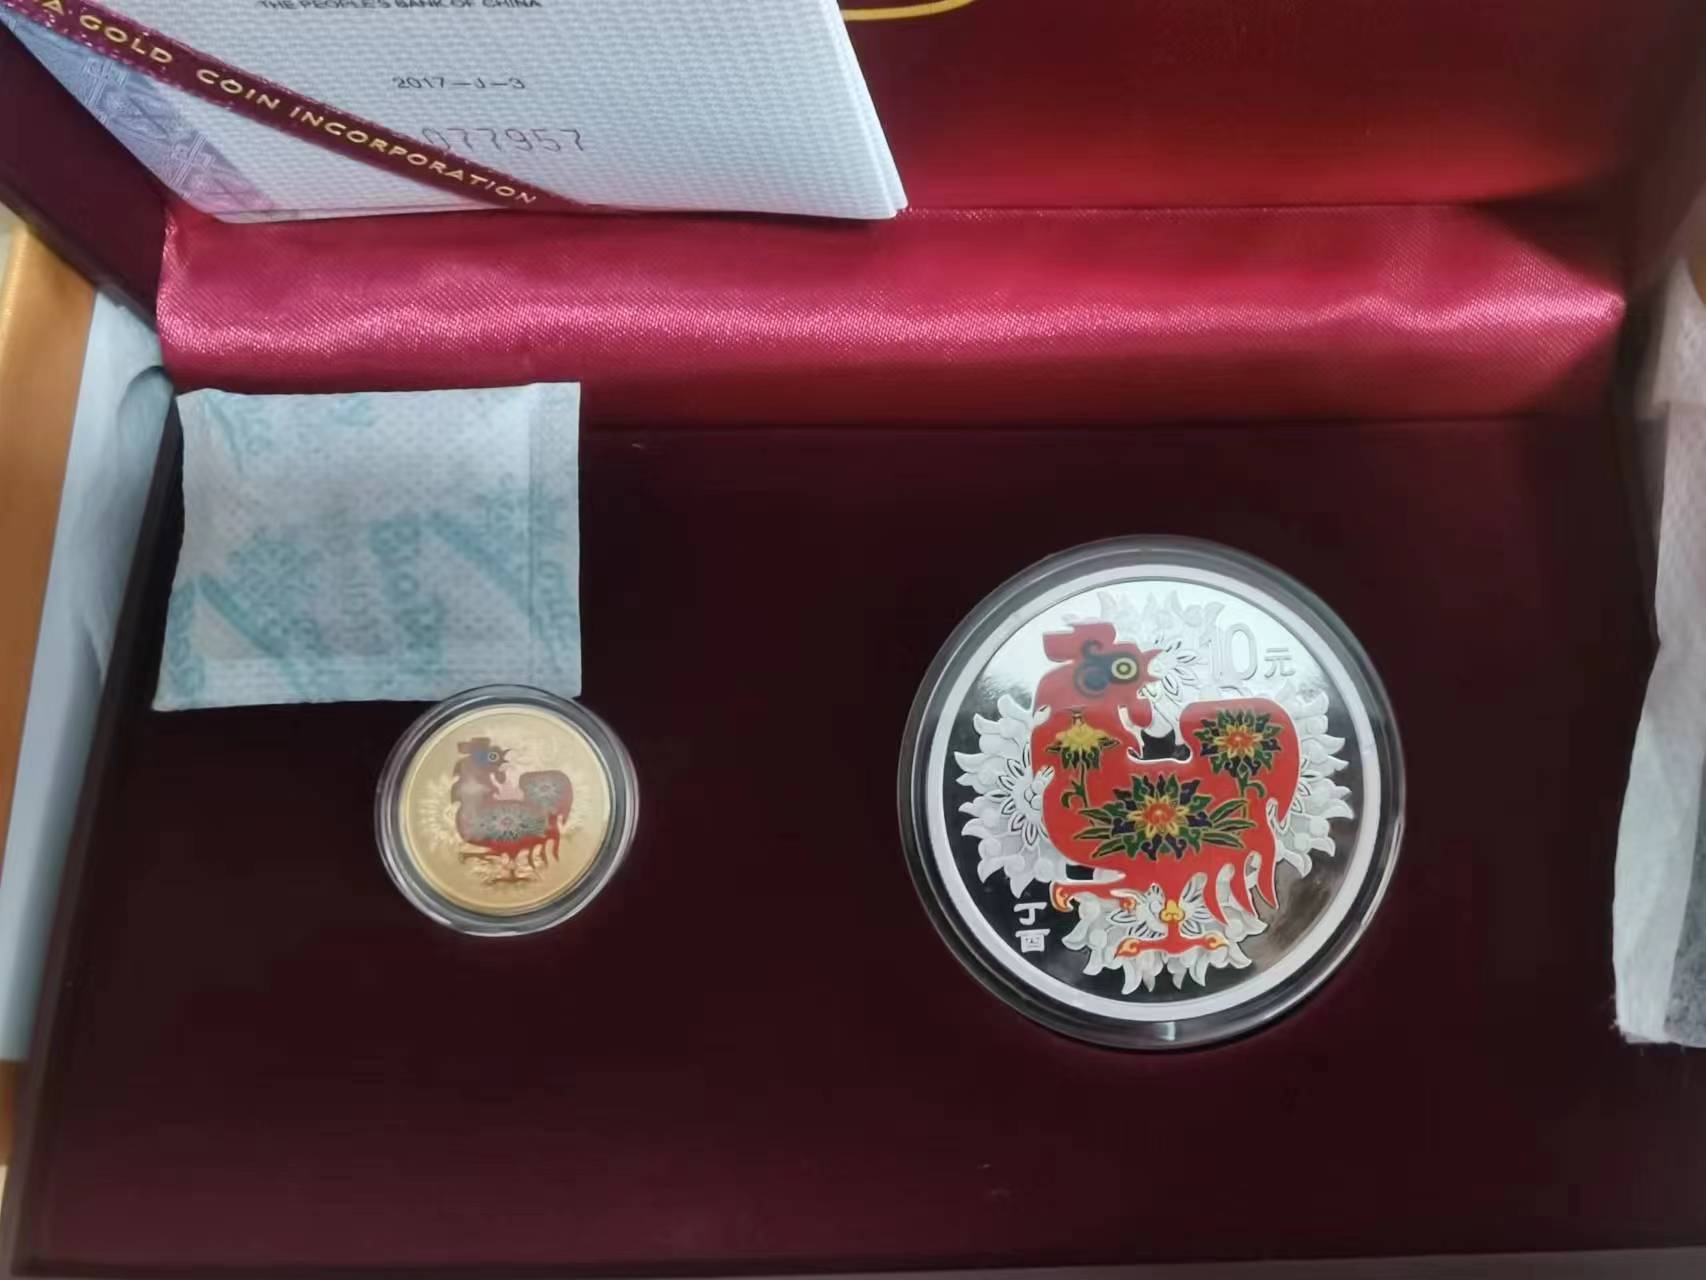 THE PEOPLE'S BANK OF CHINA
2017-J-3
077957
A GOLD COIN INCORPORATION
10元
丁酉